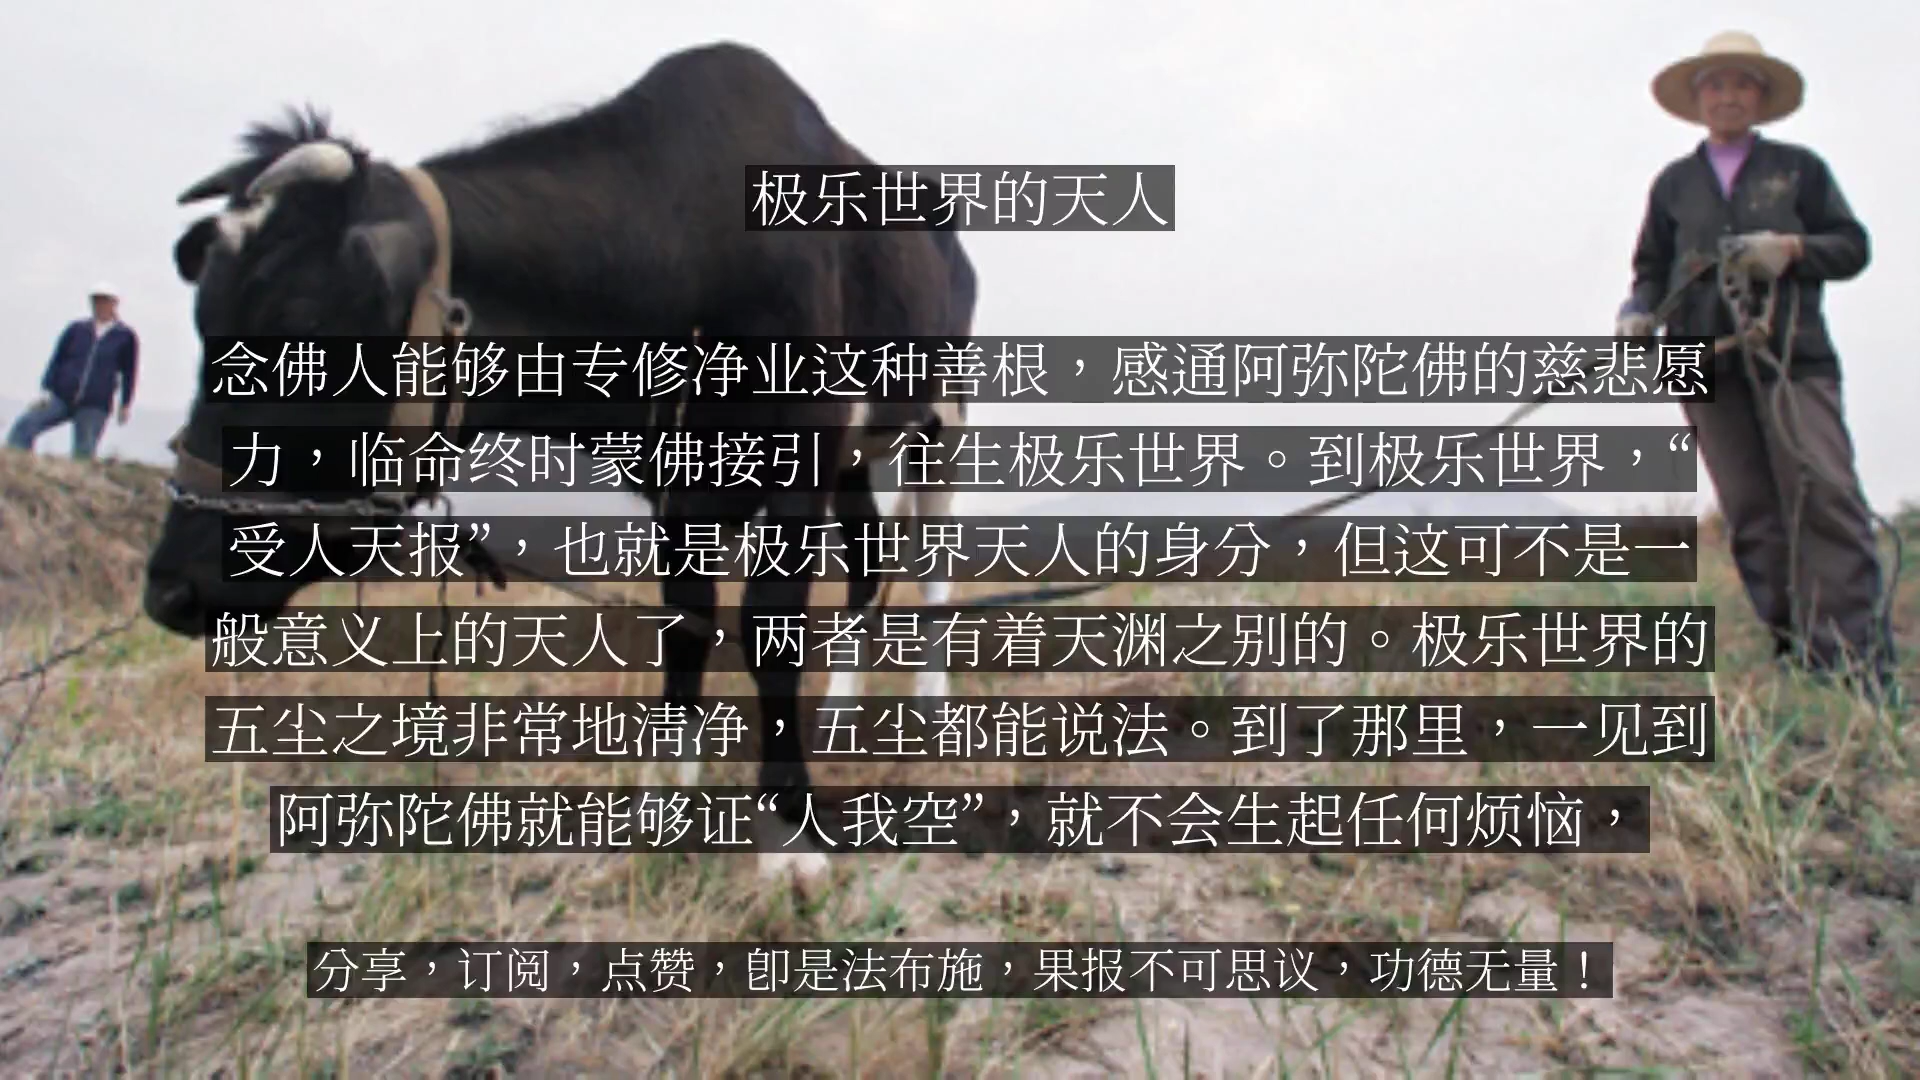 极乐世界的天人
念佛人能够由专修净业这种善根，感通阿弥陀佛的慈悲愿
力，临命终时蒙佛接引，往生极乐世界。到极乐世界，“
受人天报”，也就是极乐世界天人的身分，但这可不是一
般意义上的天人了，两者是有着天渊之别的。极乐世界的
五尘之境非常地清净，五尘都能说法。到了那里，一见到
阿弥陀佛就能够证“人我空”，就不会生起任何烦恼，
分享，订阅，点赞，即是法布施，果报不可思议，功德无量！